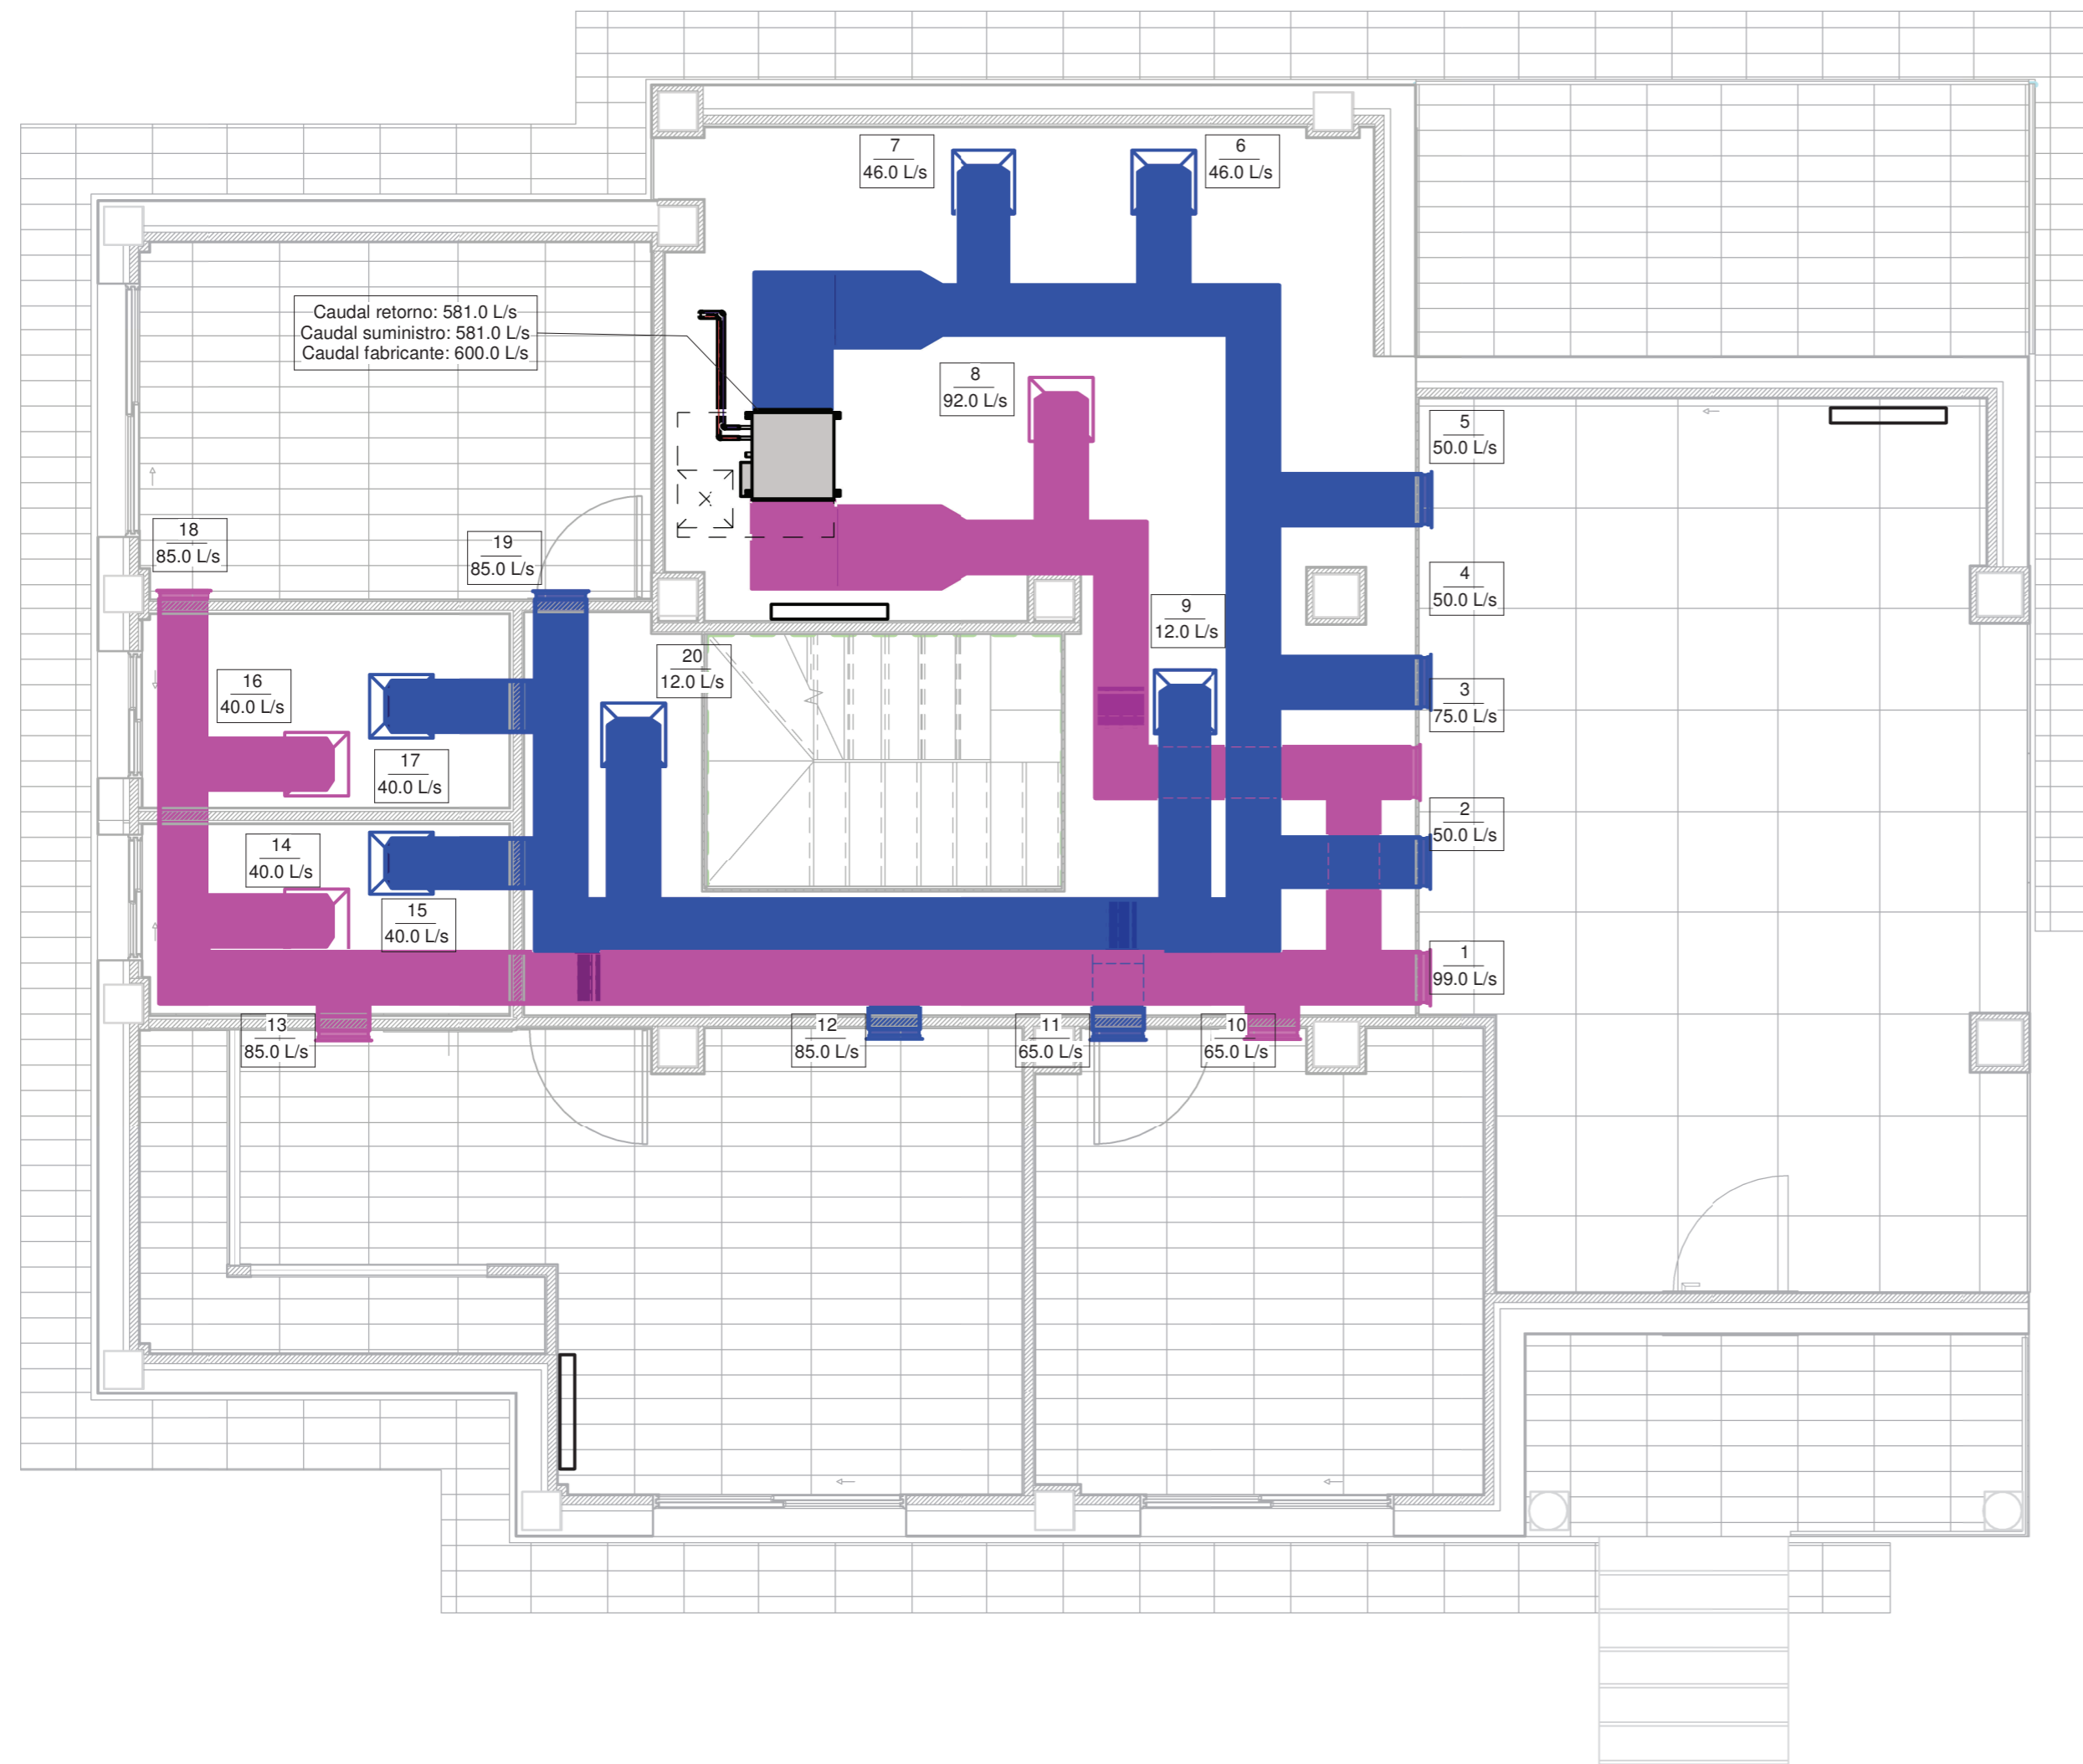 7
46.0 L/s
6
46.0 L/s
Caudal retorno: 581.0 L/s
Caudal suministro: 581.0 L/s
Caudal fabricante: 600.0 L/s
8
92.0 L/s
5
50.0 L/s
18
85.0 L/s
19
85.0 L/s
4
50.0 L/s
9
12.0 L/s
20
12.0 L/s
16
40.0 L/s
3
75.0 L/s
17
40.0 L/s
2
50.0 L/s
14
40.0 L/s
15
40.0 L/s
1
99.0 L/s
13
85.0 L/s
12
85.0 L/s
11
65.0 L/s
10
65.0 L/s